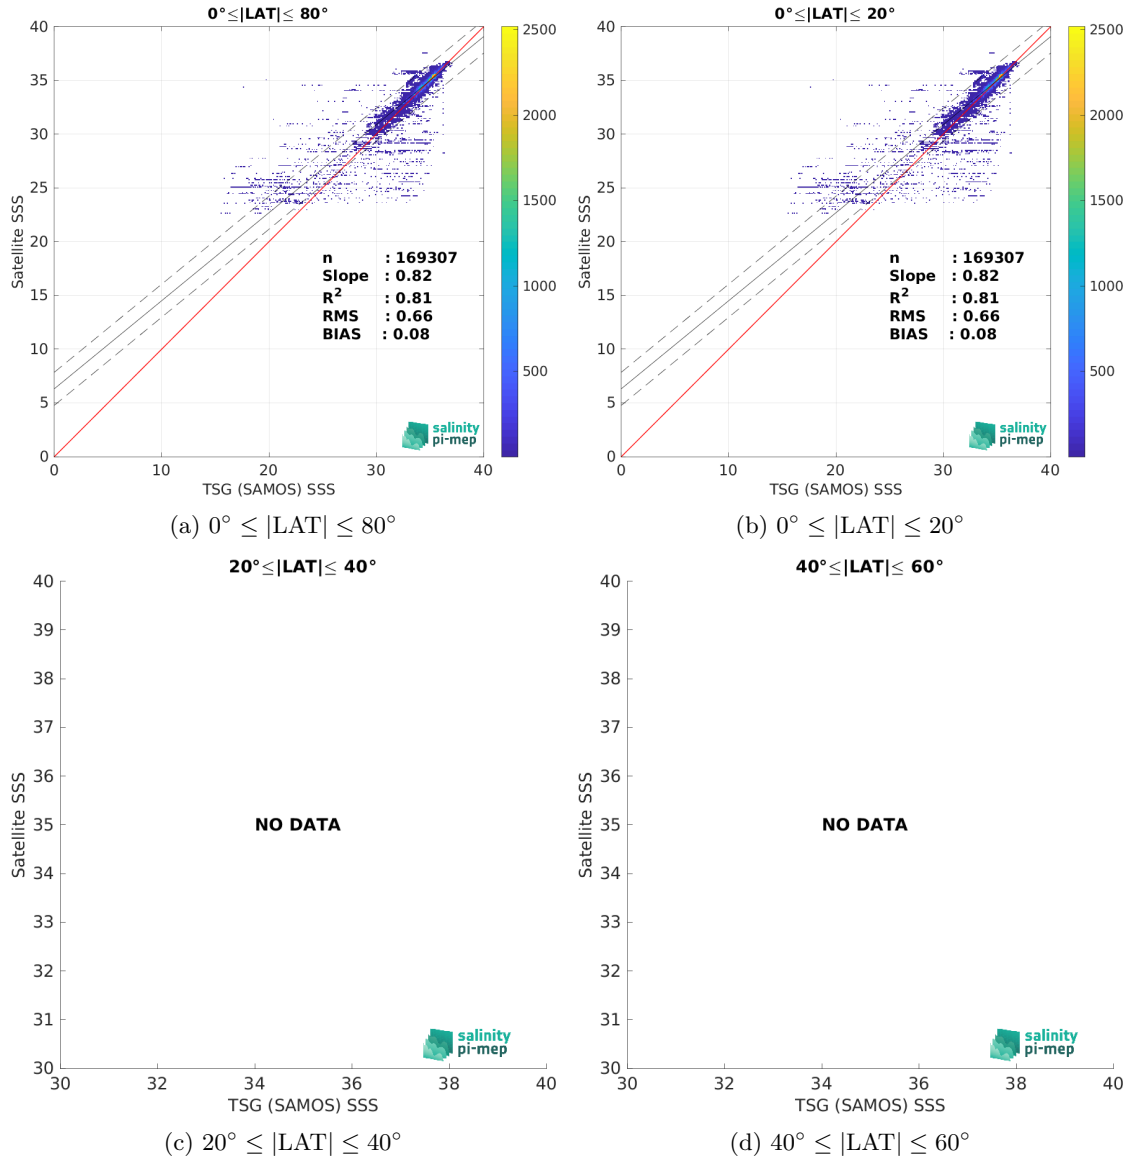 0°≤|LAT|≤ 80°
40
35
30
25
20
15
10
5
0
Satellite SSS
n : 169307
Slope : 0.82
R² : 0.81
RMS : 0.66
BIAS : 0.08
salinity
pi-mep
0 10 20 30 40
TSG (SAMOS) SSS
2500
2000
1500
1000
500
(a) 0° ≤ |LAT| ≤ 80°
0°≤|LAT|≤ 20°
40
35
30
25
20
15
10
5
0
Satellite SSS
n : 169307
Slope : 0.82
R² : 0.81
RMS : 0.66
BIAS : 0.08
salinity
pi-mep
0 10 20 30 40
TSG (SAMOS) SSS
2500
2000
1500
1000
500
(b) 0° ≤ |LAT| ≤ 20°
20°≤|LAT|≤ 40°
40
39
38
37
36
35
34
33
32
31
30
Satellite SSS
NO DATA
salinity
pi-mep
30 32 34 36 38 40
TSG (SAMOS) SSS
(c) 20° ≤ |LAT| ≤ 40°
40°≤|LAT|≤ 60°
40
39
38
37
36
35
34
33
32
31
30
Satellite SSS
NO DATA
salinity
pi-mep
30 32 34 36 38 40
TSG (SAMOS) SSS
(d) 40° ≤ |LAT| ≤ 60°